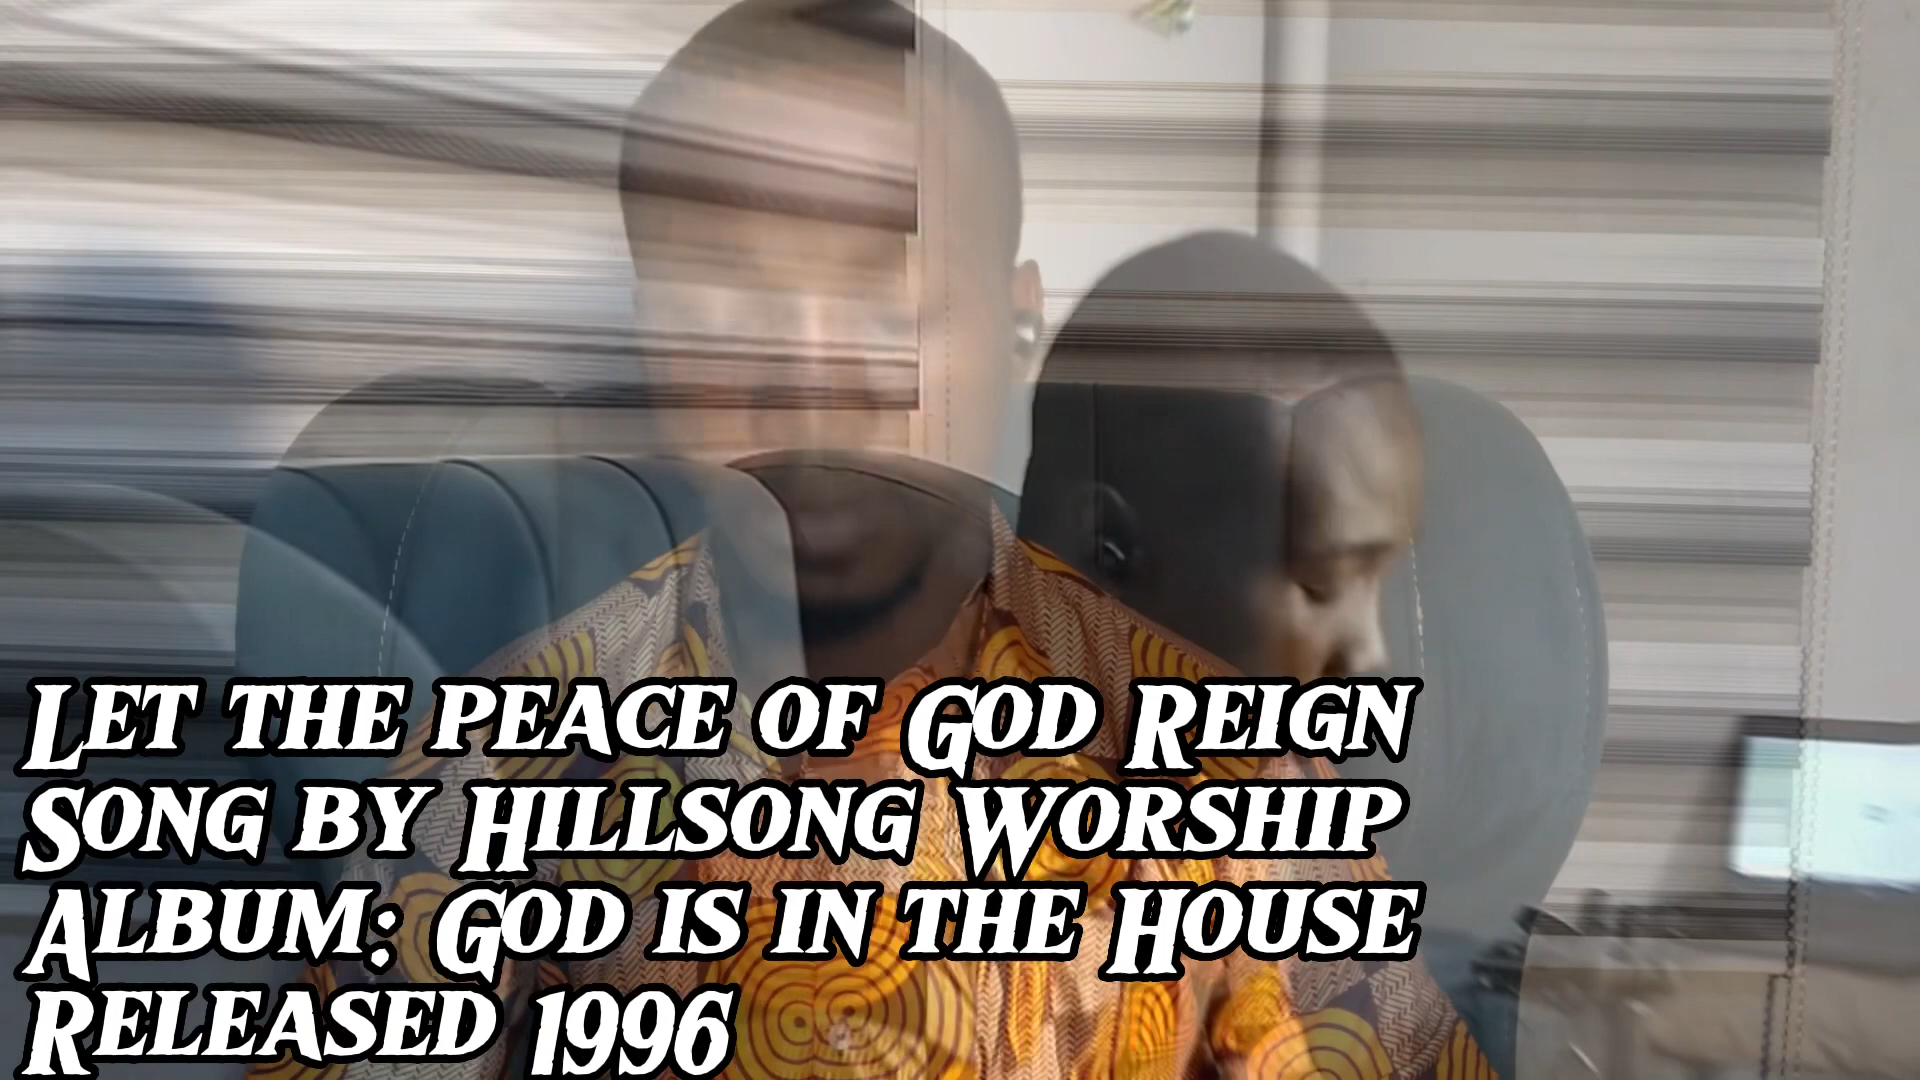 Let the peace of God Reign
Song by Hillsong Worship
Album: God is in the House
Released 1996